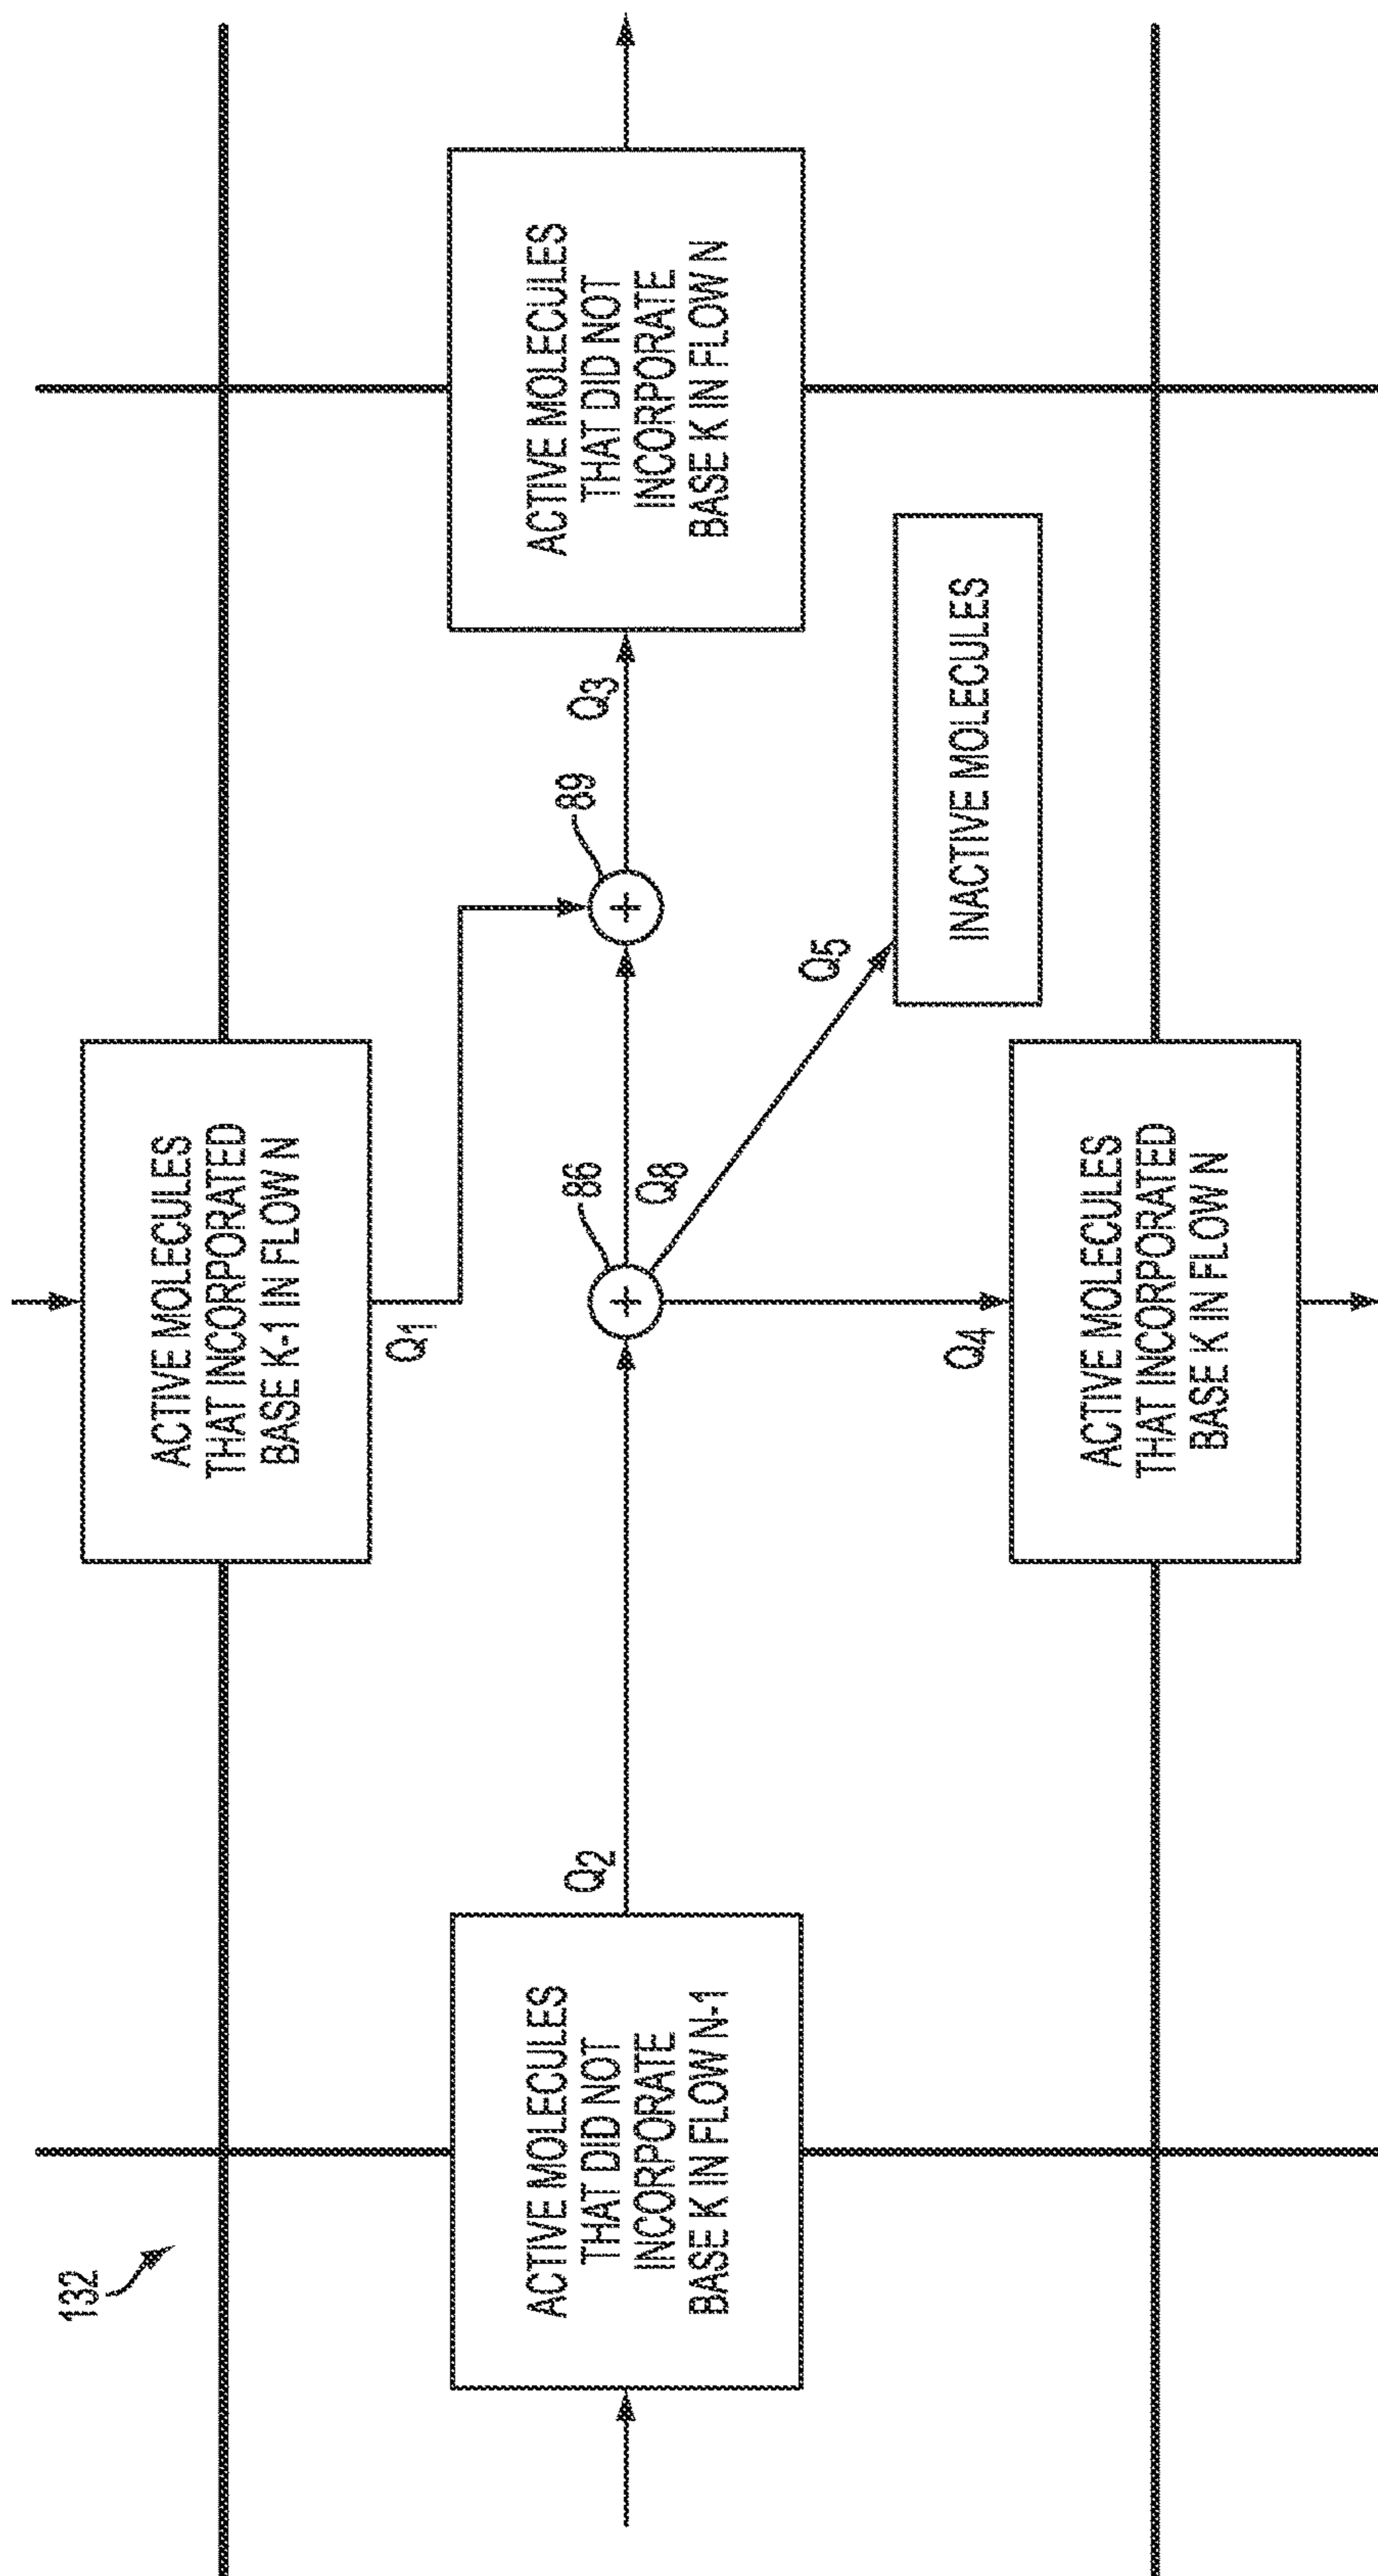 132
ACTIVE MOLECULES
THAT INCORPORATED
BASE K-1 IN FLOW N
Q1
ACTIVE MOLECULES
THAT DID NOT
INCORPORATE
BASE K IN FLOW N-1
Q2
86
Q8
89
Q3
ACTIVE MOLECULES
THAT DID NOT
INCORPORATE
BASE K IN FLOW N
Q5
INACTIVE MOLECULES
Q4
ACTIVE MOLECULES
THAT INCORPORATED
BASE K IN FLOW N